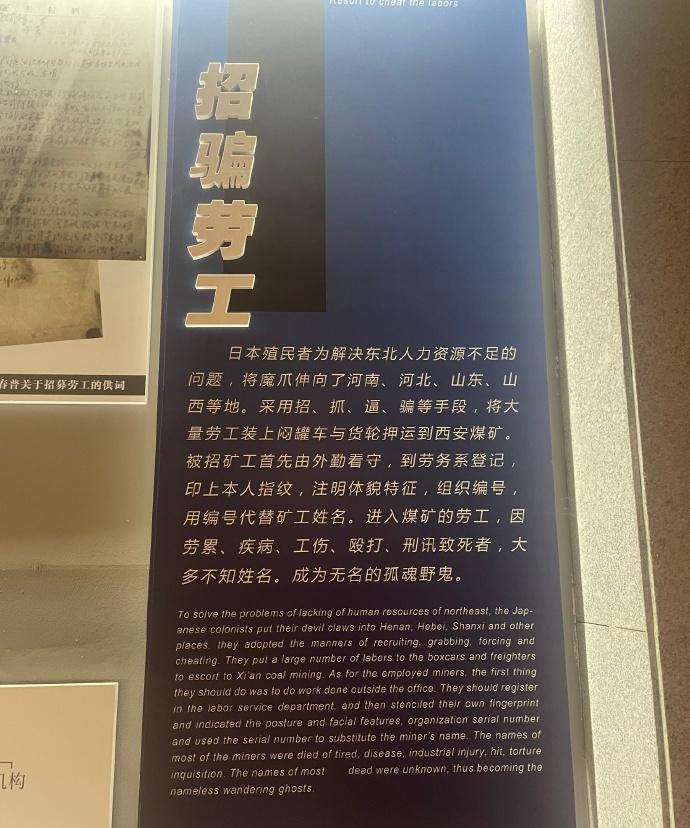 Resort to cheat the labors
招
骗
劳
工
日本殖民者为解决东北人力资源不足的
问题，将魔爪伸向了河南、河北、山东、山
西等地。采用招、抓、逼、骗等手段，将大
量劳工装上闷罐车与货轮押运到西安煤矿。
被招矿工首先由外勤看守，到劳务系登记，
印上本人指纹，注明体貌特征，组织编号，
用编号代替矿工姓名。进入煤矿的劳工，因
劳累、疾病、工伤、殴打、刑讯致死者，大
多不知姓名。成为无名的孤魂野鬼。
To solve the problems of lacking of human resources of northeast, the Jap-
anese colonists put their devil claws into Henan, Hebei, Shanxi and other
places, they adopted the manners of recruiting, grabbing, forcing and
cheating. They put a large number of labors to the boxcars and freighters
to escort to Xi'an coal mining. As for the employed miners, the first thing
they should do was to do work done outside the office. They should register
in the labor service department, and then stenciled their own fingerprint
and indicated the posture and facial features, organization serial number
and used the serial number to substitute the miner's name. The names of
most of the miners were died of tired, disease, industrial injury, hit, torture
inquisition. The names of most dead were unknown, thus becoming the
nameless wandering ghosts.
春普关于招募劳工的供词
机构